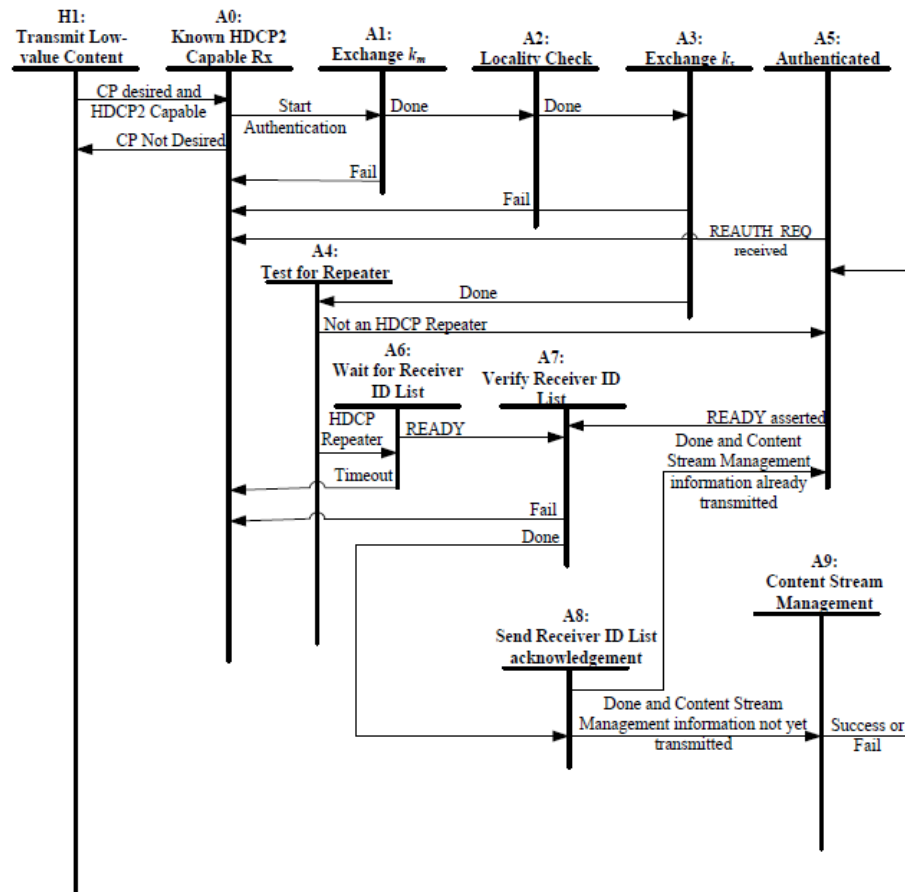 H1:
Transmit Low-
value Content
A0:
Known HDCP2
Capable Rx
A1:
Exchange km
A2:
Locality Check
A3:
Exchange ks
A5:
Authenticated
CP desired and
HDCP2 Capable
Start
Authentication
Done
Done
CP Not Desired
Fail
Fail
REAUTH_REQ
received
A4:
Test for Repeater
Done
Not an HDCP Repeater
A6:
Wait for Receiver
ID List
A7:
Verify Receiver ID
List
HDCP
Repeater
READY
READY asserted
Done and Content
Stream Management
information already
transmitted
Timeout
Fail
Done
A9:
Content Stream
Management
A8:
Send Receiver ID List
acknowledgement
Done and Content Stream
Management information not yet
transmitted
Success or
Fail